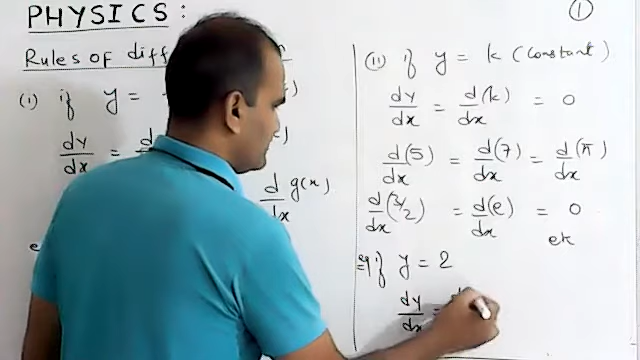 PHYSICS:
①
Rules of diff
(i) if y =
dy/dx = d
d/dx g(x)
(ii) if y = k (constant)
dy/dx = d(k)/dx = 0
d(5)/dx = d(7)/dx = d(π)/dx
d/dx (3/2) = d(e)/dx = 0
etc
eg if y = 2
dy/dx =